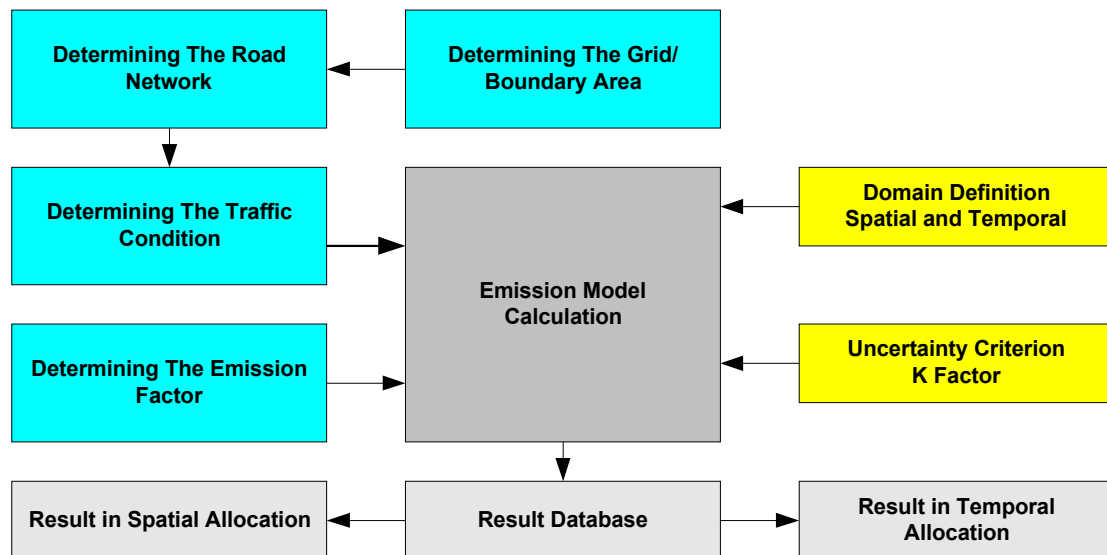 Determining The Road
Network
Determining The Grid/
Boundary Area
Determining The Traffic
Condition
Emission Model
Calculation
Domain Definition
Spatial and Temporal
Determining The Emission
Factor
Uncertainty Criterion
K Factor
Result in Spatial Allocation
Result Database
Result in Temporal
Allocation